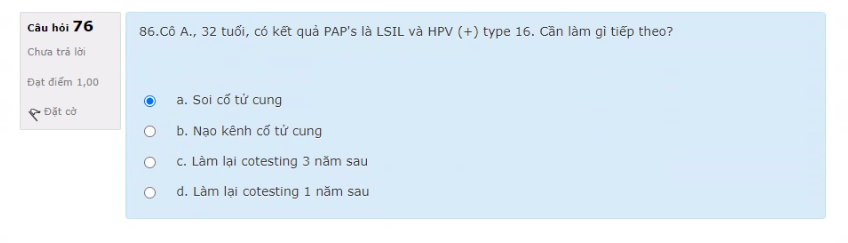 Câu hỏi 76
Chưa trả lời
Đạt điểm 1,00
Đặt cờ
86.Cô A., 32 tuổi, có kết quả PAP's là LSIL và HPV (+) type 16. Cần làm gì tiếp theo?
a. Soi cổ tử cung
b. Nạo kênh cổ tử cung
c. Làm lại cotesting 3 năm sau
d. Làm lại cotesting 1 năm sau